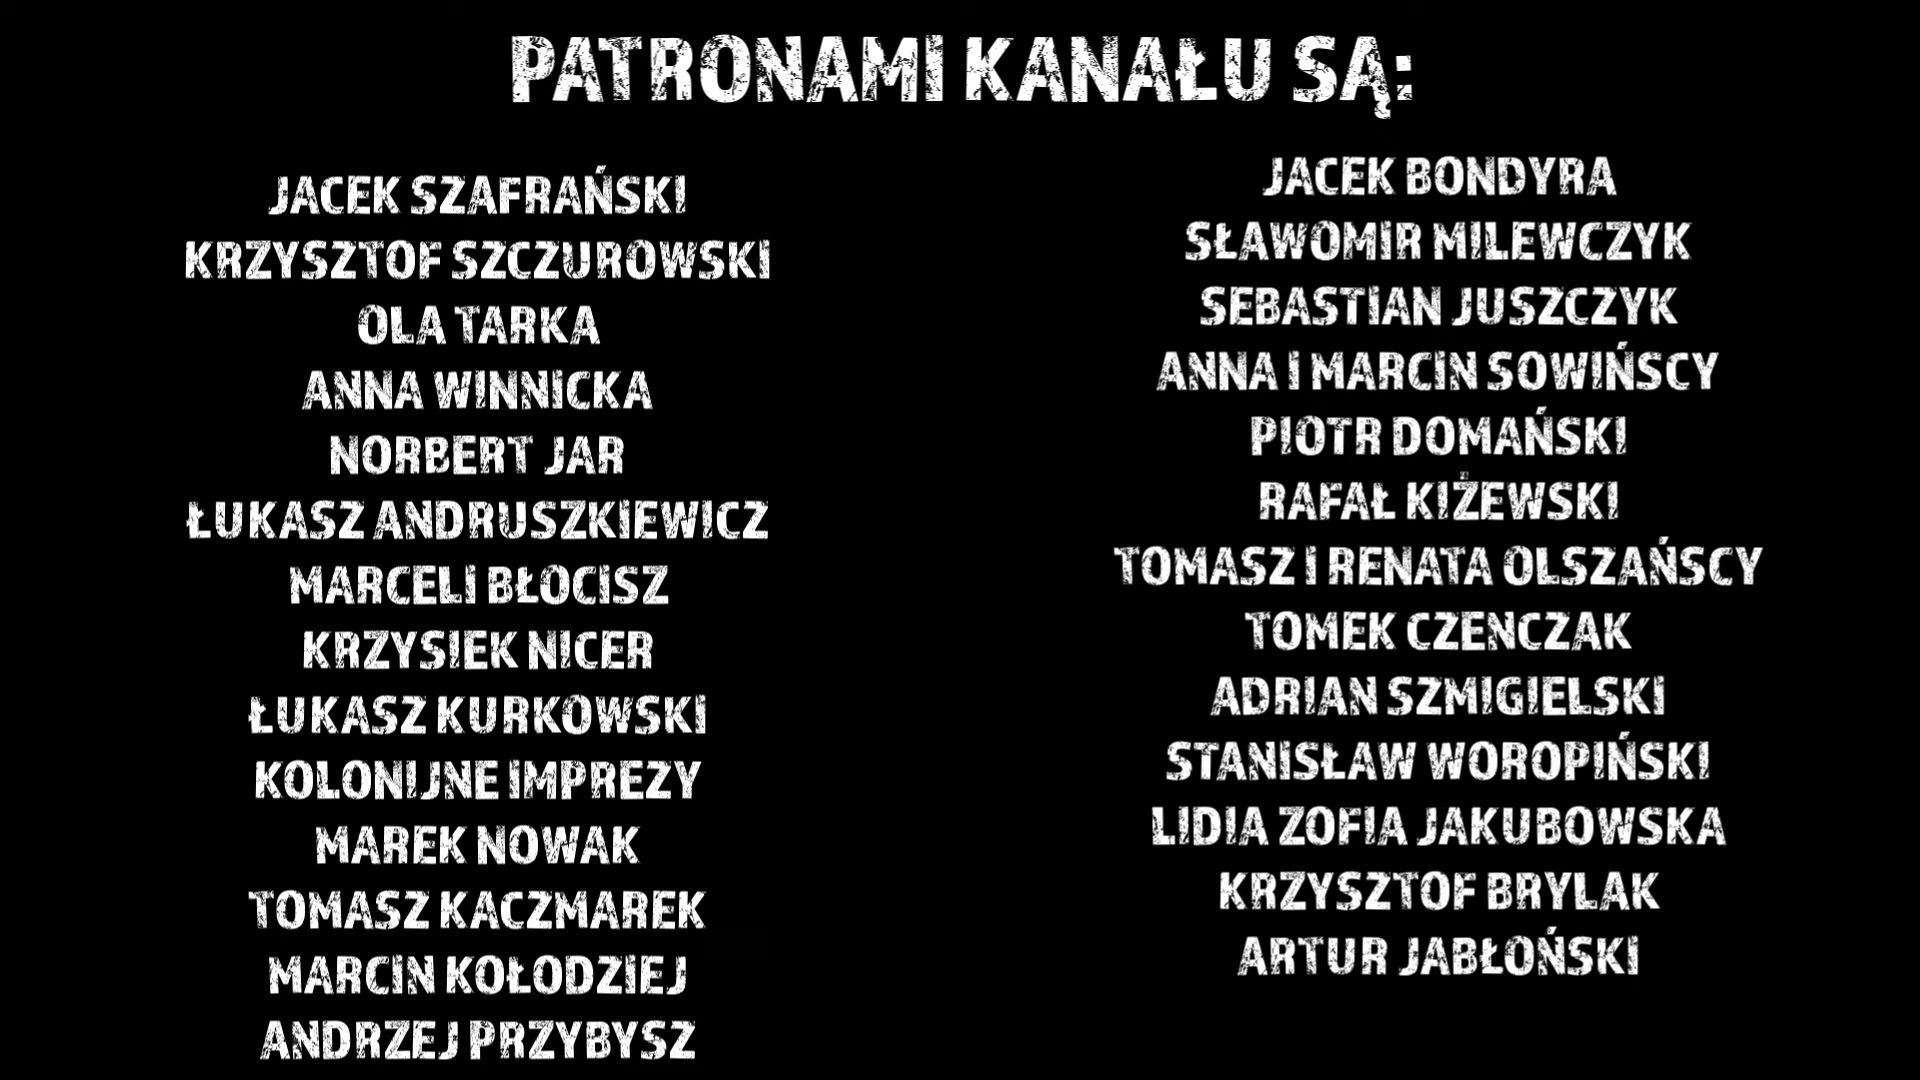 PATRONAMI KANAŁU SĄ:
JACEK SZAFRAŃSKI
KRZYSZTOF SZCZUROWSKI
OLA TARKA
ANNA WINNICKA
NORBERT JAR
ŁUKASZ ANDRUSZKIEWICZ
MARCELI BŁOCISZ
KRZYSIEK NICER
ŁUKASZ KURKOWSKI
KOLONIJNE IMPREZY
MAREK NOWAK
TOMASZ KACZMAREK
MARCIN KOŁODZIEJ
ANDRZEJ PRZYBYSZ
JACEK BONDYRA
SŁAWOMIR MILEWCZYK
SEBASTIAN JUSZCZYK
ANNA I MARCIN SOWIŃSCY
PIOTR DOMAŃSKI
RAFAŁ KIŻEWSKI
TOMASZ I RENATA OLSZAŃSCY
TOMEK CZENCZAK
ADRIAN SZMIGIELSKI
STANISŁAW WOROPIŃSKI
LIDIA ZOFIA JAKUBOWSKA
KRZYSZTOF BRYLAK
ARTUR JABŁOŃSKI